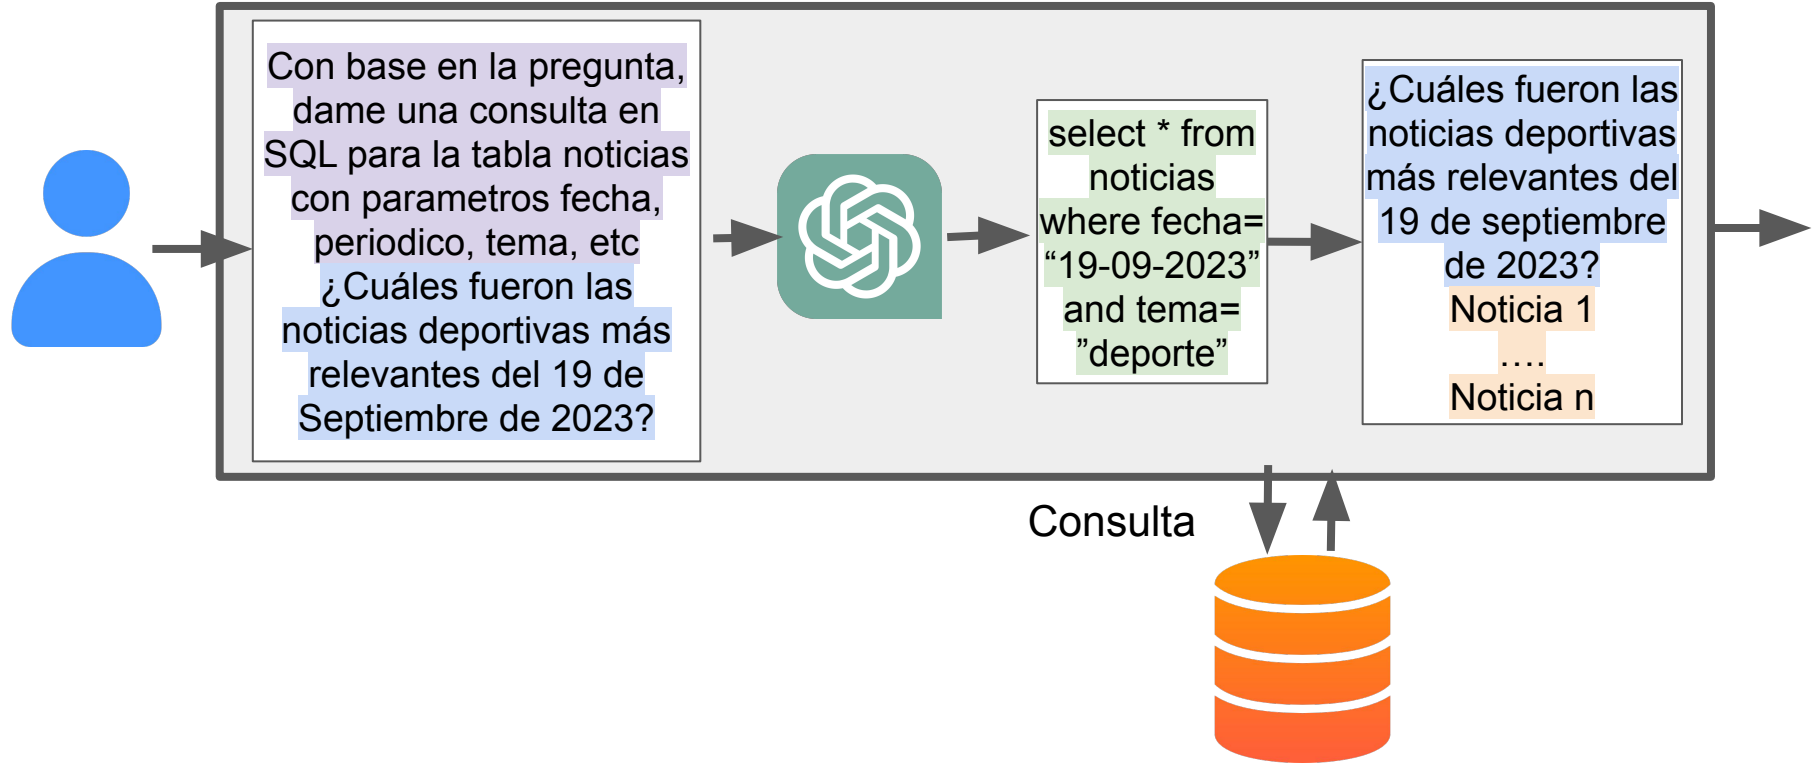 Con base en la pregunta,
dame una consulta en
SQL para la tabla noticias
con parametros fecha,
periodico, tema, etc
¿Cuáles fueron las
noticias deportivas más
relevantes del 19 de
Septiembre de 2023?
select * from
noticias
where fecha=
“19-09-2023”
and tema=
”deporte”
¿Cuáles fueron las
noticias deportivas
más relevantes del
19 de septiembre
de 2023?
Noticia 1
….
Noticia n
Consulta